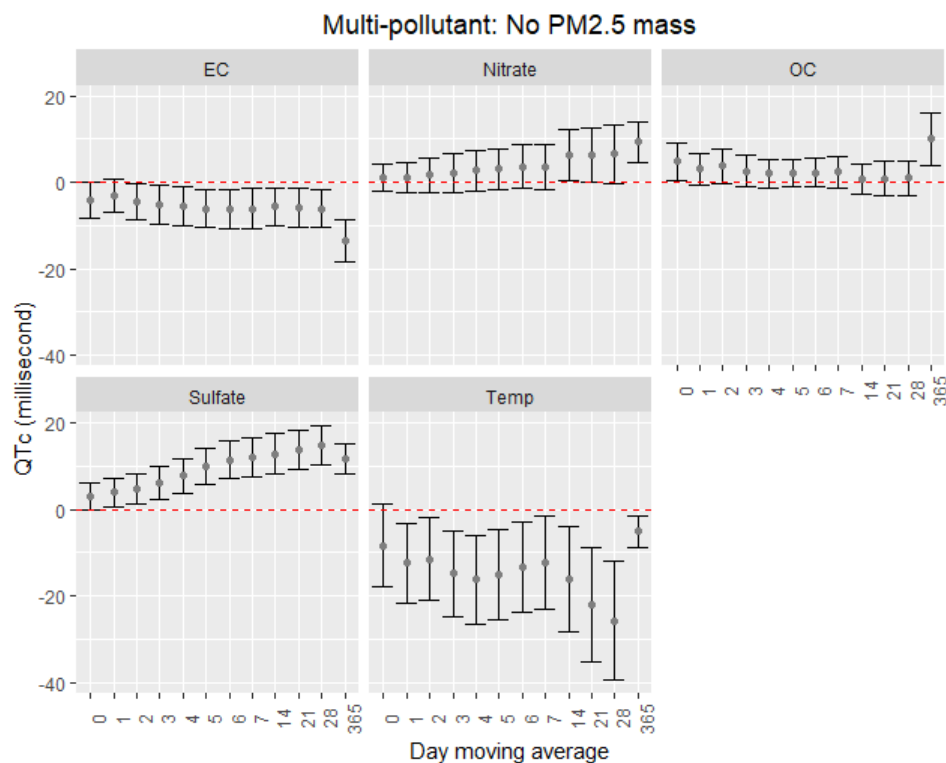 Multi-pollutant: No PM2.5 mass
EC
Nitrate
OC
20
0
-20
-40
0 1 2 3 4 5 6 7 14 21 28 365
Sulfate
Temp
20
0
-20
-40
0 1 2 3 4 5 6 7 14 21 28 365
0 1 2 3 4 5 6 7 14 21 28 365
QTc (millisecond)
Day moving average